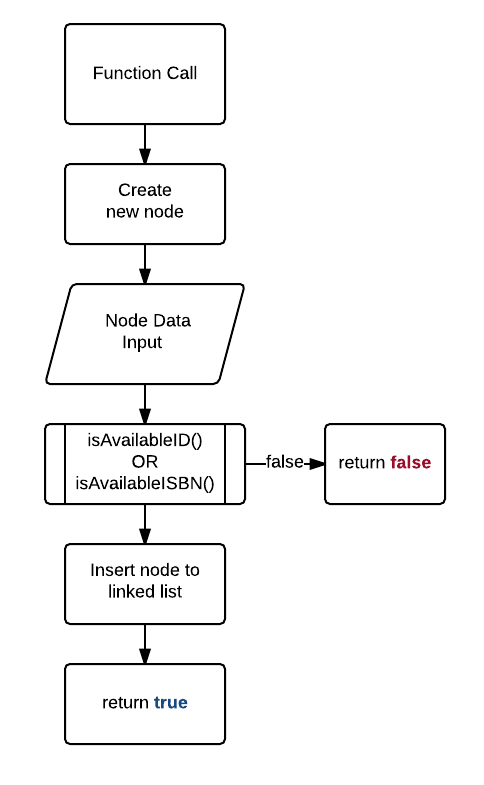 Function Call
Create
new node
Node Data
Input
isAvailableID()
OR
isAvailableISBN()
false
return false
Insert node to
linked list
return true